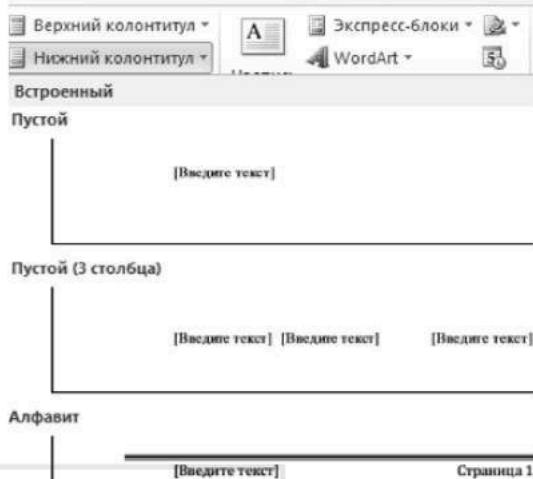 Верхний колонтитул
Экспресс-блоки
Нижний колонтитул
WordArt
Встроенный
Пустой
[Введите текст]
Пустой (3 столбца)
[Введите текст] [Введите текст] [Введите текст]
Алфавит
[Введите текст] Страница 1